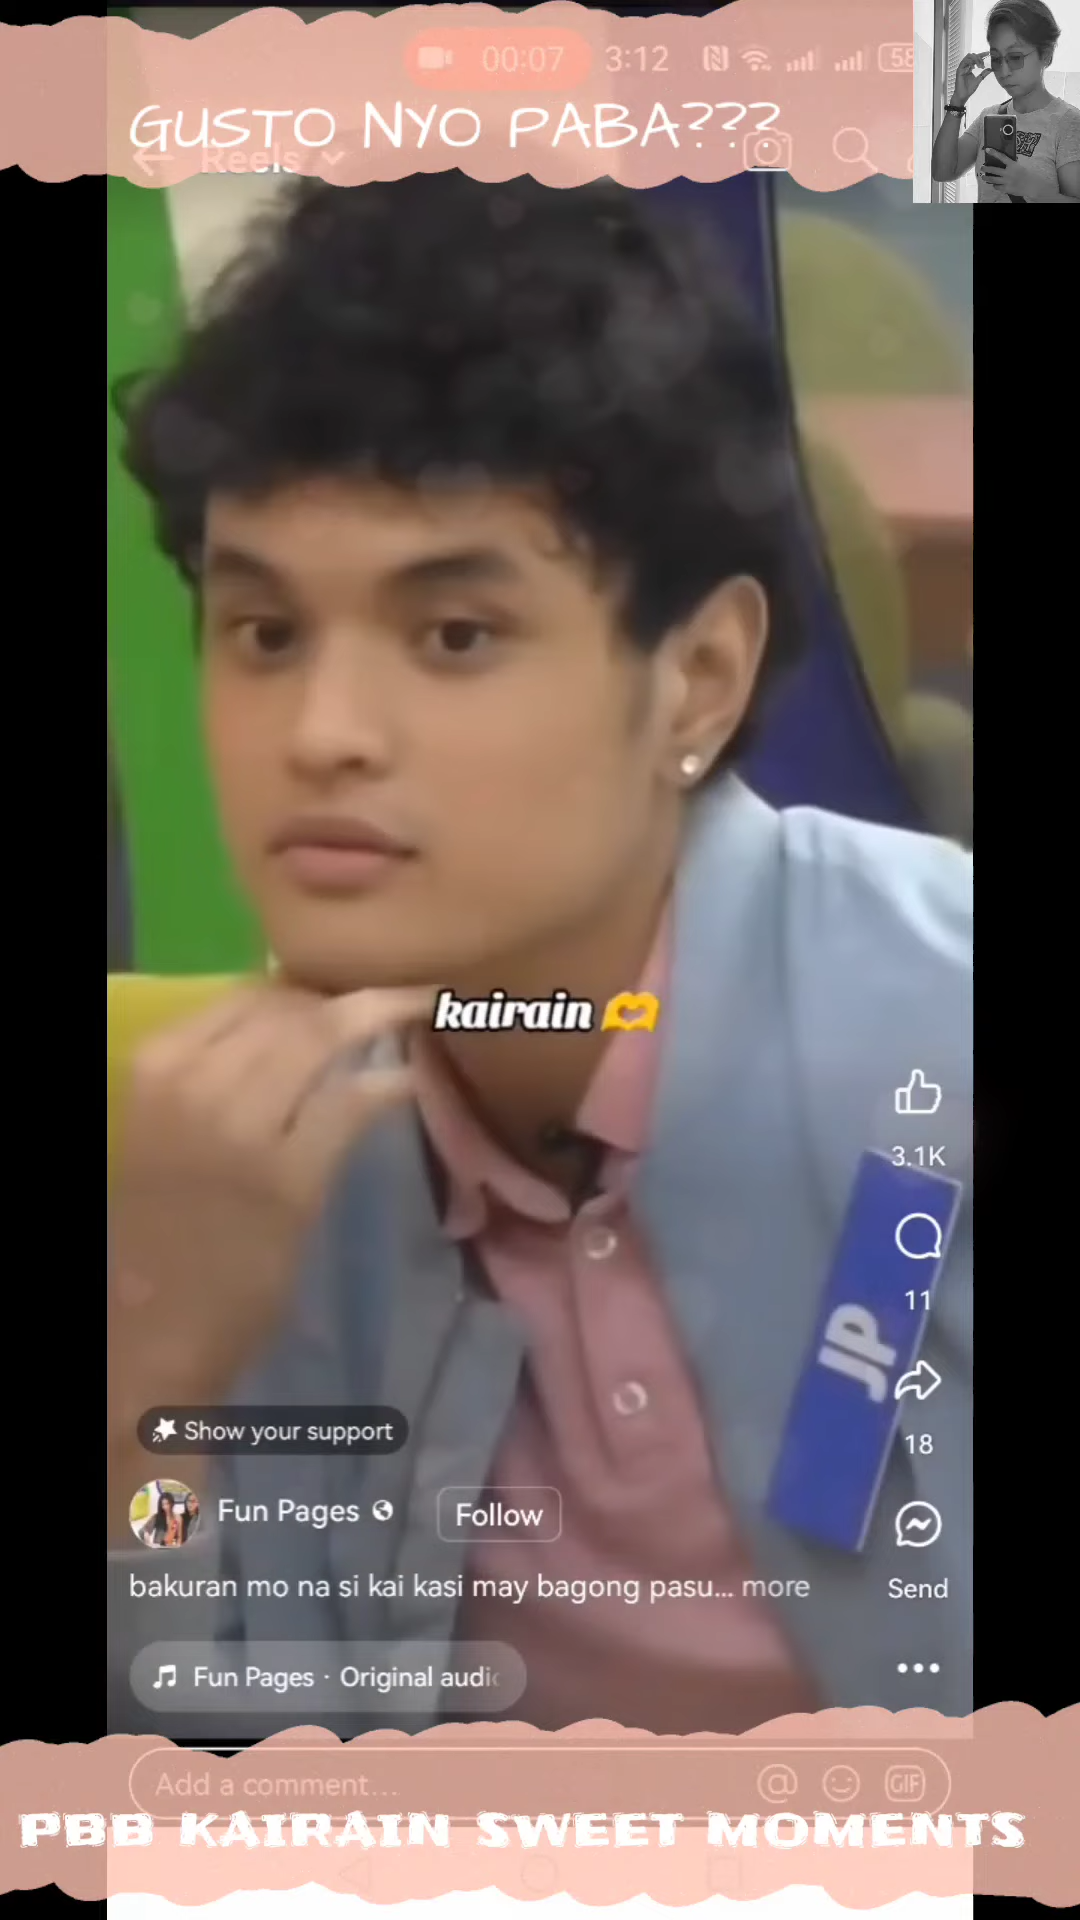 00:07 3:12 58
GUSTO NYO PABA???
Reels
kairain
3.1K
11
JP
18
Show your support
Fun Pages
Follow
bakuran mo na si kai kasi may bagong pasu... more
Send
Fun Pages · Original audio
Add a comment...
GIF
PBB KAIRAIN SWEET MOMENTS